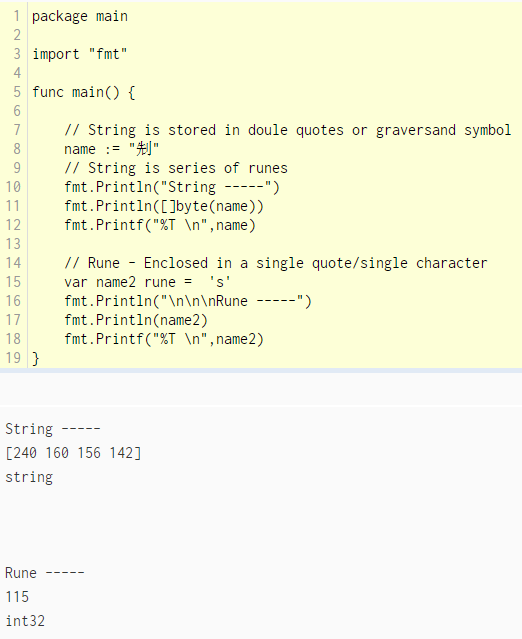 1 package main
2
3 import "fmt"
4
5 func main() {
6
7 // String is stored in doule quotes or graversand symbol
8 name := "𠜎"
9 // String is series of runes
10 fmt.Println("String -----")
11 fmt.Println([]byte(name))
12 fmt.Printf("%T \n",name)
13
14 // Rune - Enclosed in a single quote/single character
15 var name2 rune =  's'
16 fmt.Println("\n\n\nRune -----")
17 fmt.Println(name2)
18 fmt.Printf("%T \n",name2)
19 }
String -----
[240 160 156 142]
string
Rune -----
115
int32